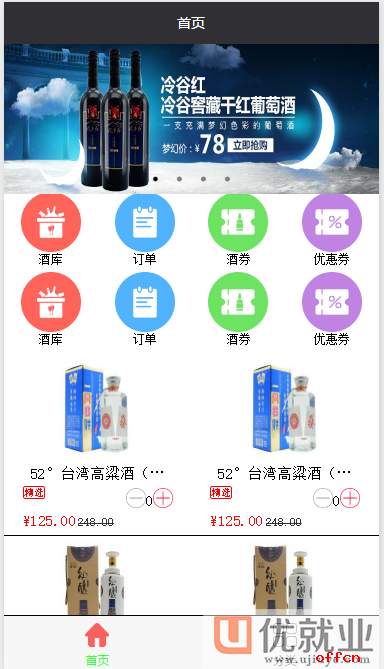 首页
冷谷红
冷谷窖藏干红葡萄酒
一支充满梦幻色彩的葡萄酒
梦幻价:¥78 立即抢购
酒库 订单 酒券 优惠券
酒库 订单 酒券 优惠券
52°台湾高粱酒（… 52°台湾高粱酒（…
精选 0 精选 0
¥125.00 248.00 ¥125.00 248.00
首页
优就业
www.ujiuye.com
offcn